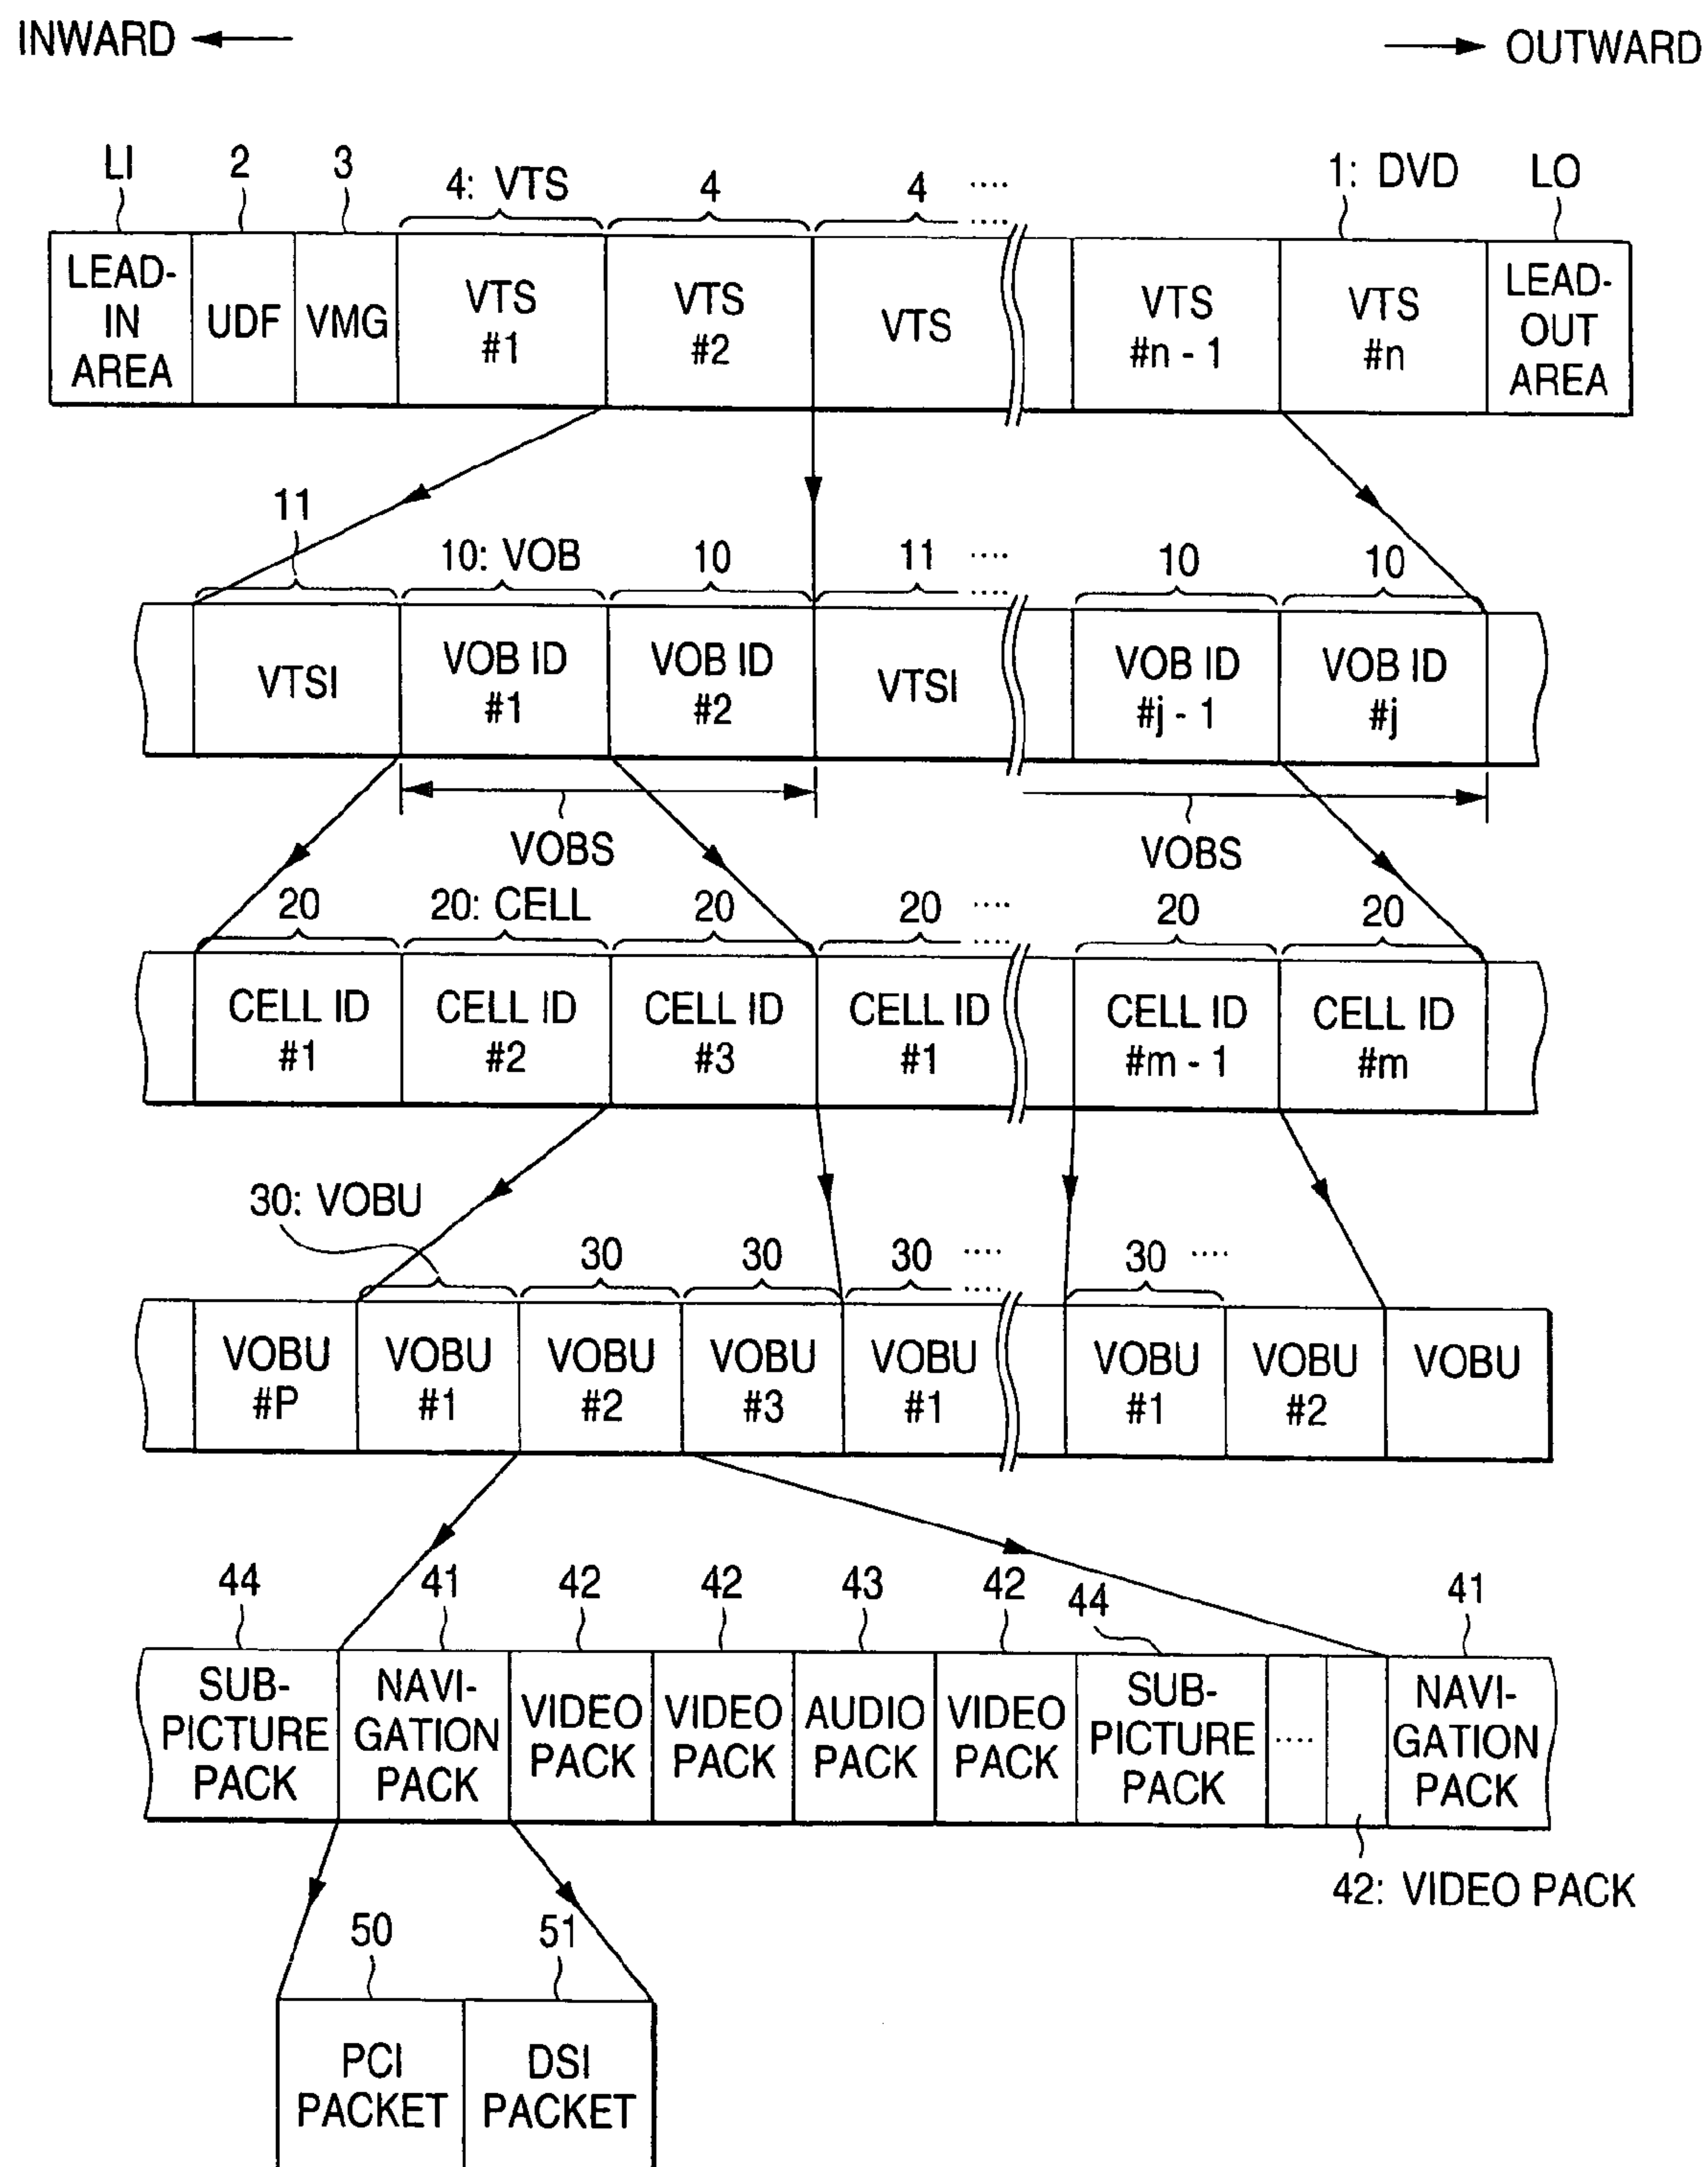 INWARD OUTWARD
LI 2 3 4: VTS 4 4 ···· 1: DVD LO
····
LEAD-IN AREA UDF VMG VTS #1 VTS #2 VTS VTS #n - 1 VTS #n LEAD-OUT AREA
11 10: VOB 10 11 ···· 10 10
····
VTSI VOB ID #1 VOB ID #2 VTSI VOB ID #j - 1 VOB ID #j
VOBS VOBS
20 20: CELL 20 20 ···· 20 20
····
CELL ID #1 CELL ID #2 CELL ID #3 CELL ID #1 CELL ID #m - 1 CELL ID #m
30: VOBU 30 30 30 ···· 30 ····
····
VOBU #P VOBU #1 VOBU #2 VOBU #3 VOBU #1 VOBU #1 VOBU #2 VOBU
44 41 42 42 43 42 44 41
SUB-PICTURE PACK NAVI-GATION PACK VIDEO PACK VIDEO PACK AUDIO PACK VIDEO PACK SUB-PICTURE PACK ···· NAVI-GATION PACK
42: VIDEO PACK
50 51
PCI PACKET DSI PACKET